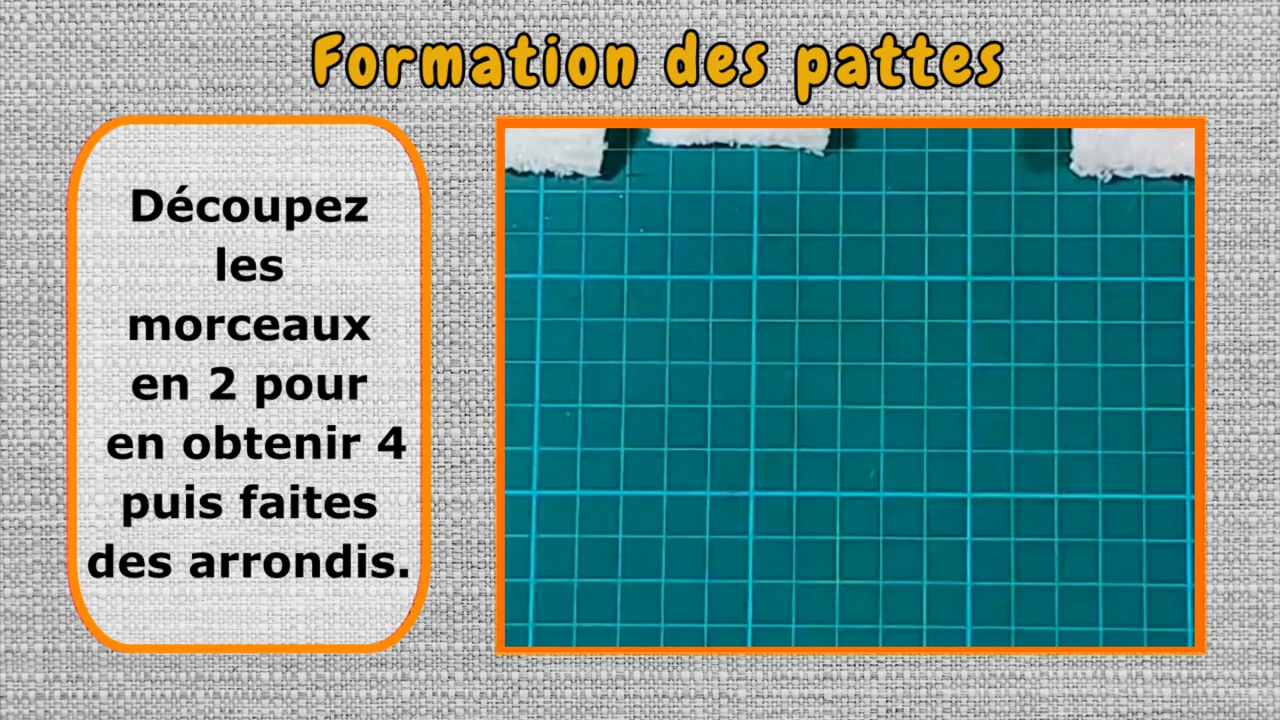 Formation des pattes
Découpez
les
morceaux
en 2 pour
en obtenir 4
puis faites
des arrondis.